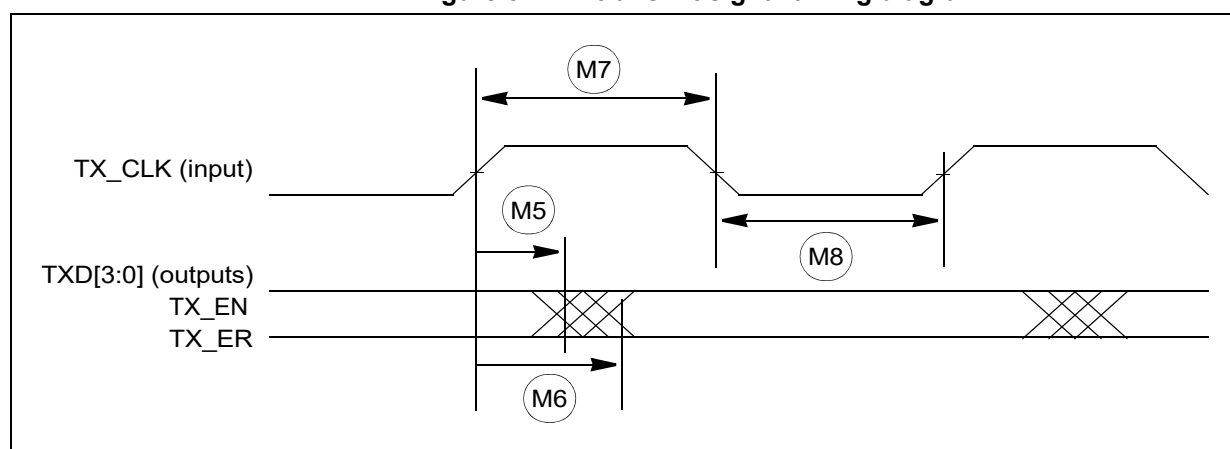 M7
TX_CLK (input)
M5
M8
TXD[3:0] (outputs)
TX_EN
TX_ER
M6